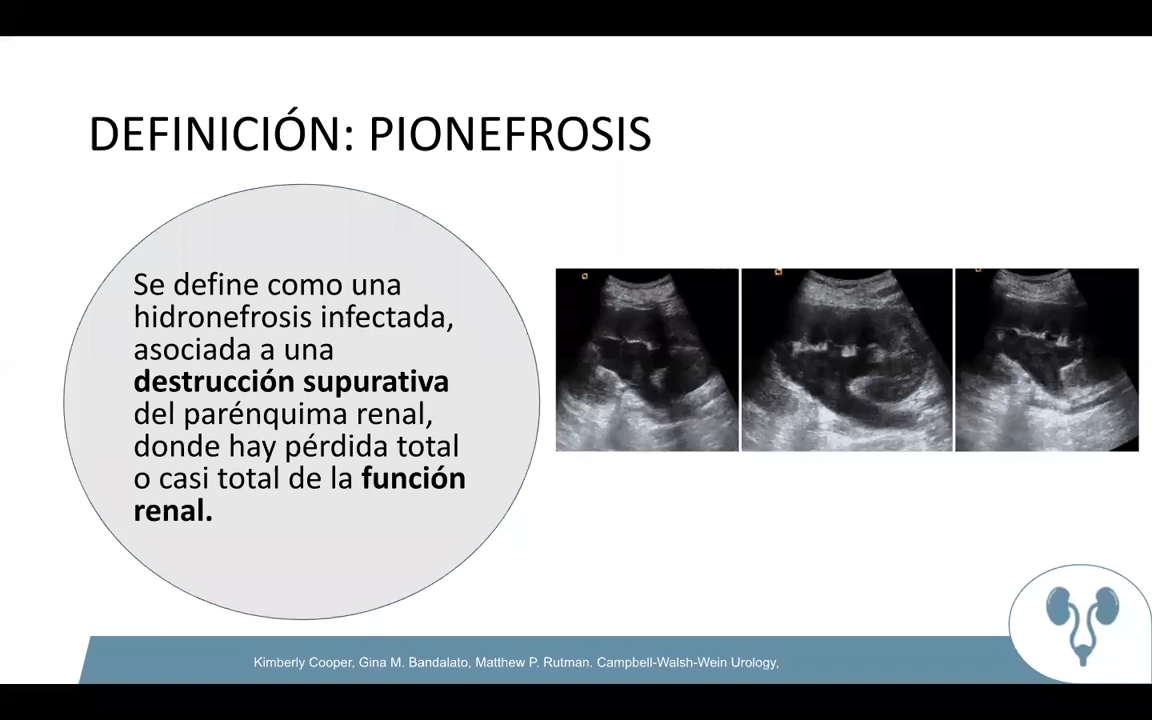 DEFINICIÓN: PIONEFROSIS
Se define como una
hidronefrosis infectada,
asociada a una
destrucción supurativa
del parénquima renal,
donde hay pérdida total
o casi total de la función
renal.
Kimberly Cooper, Gina M. Bandalato, Matthew P. Rutman. Campbell-Walsh-Wein Urology,